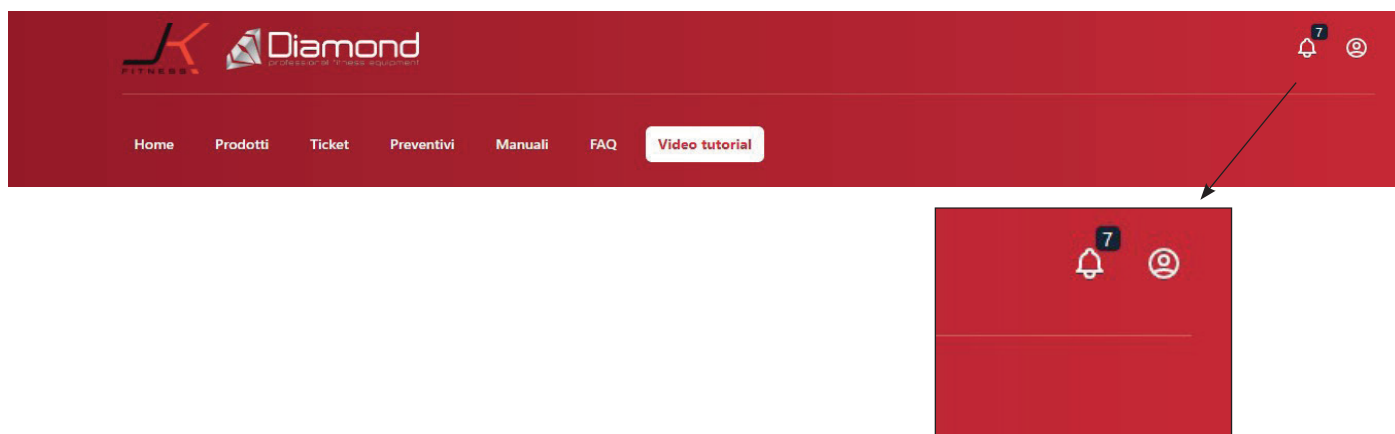 JK
FITNESS
Diamond
professional fitness equipment
7
Home Prodotti Ticket Preventivi Manuali FAQ Video tutorial
7